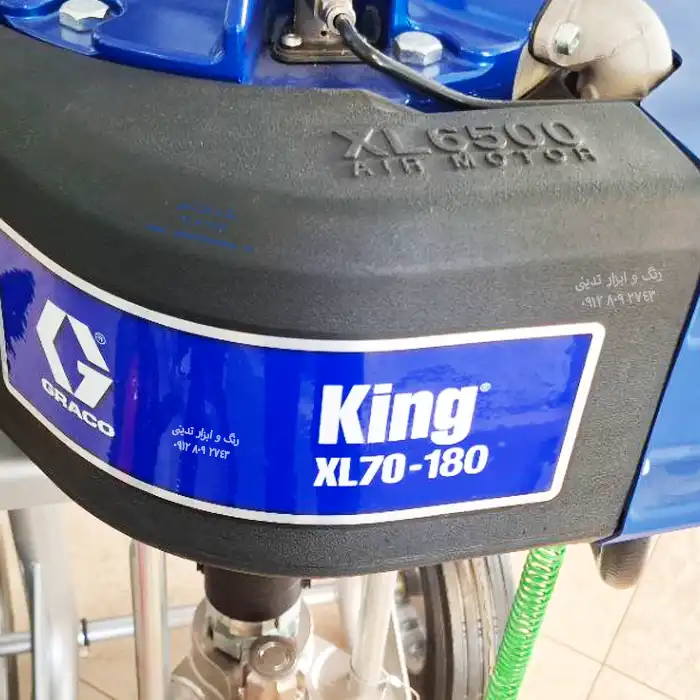 XL6500
AIR MOTOR
رنگ و ابزار تدینی
۰۹۱۲ ۸۰۹ ۲۷۴۳
GRACO
King®
XL70-180
رنگ و ابزار تدینی
۰۹۱۲ ۸۰۹ ۲۷۴۳